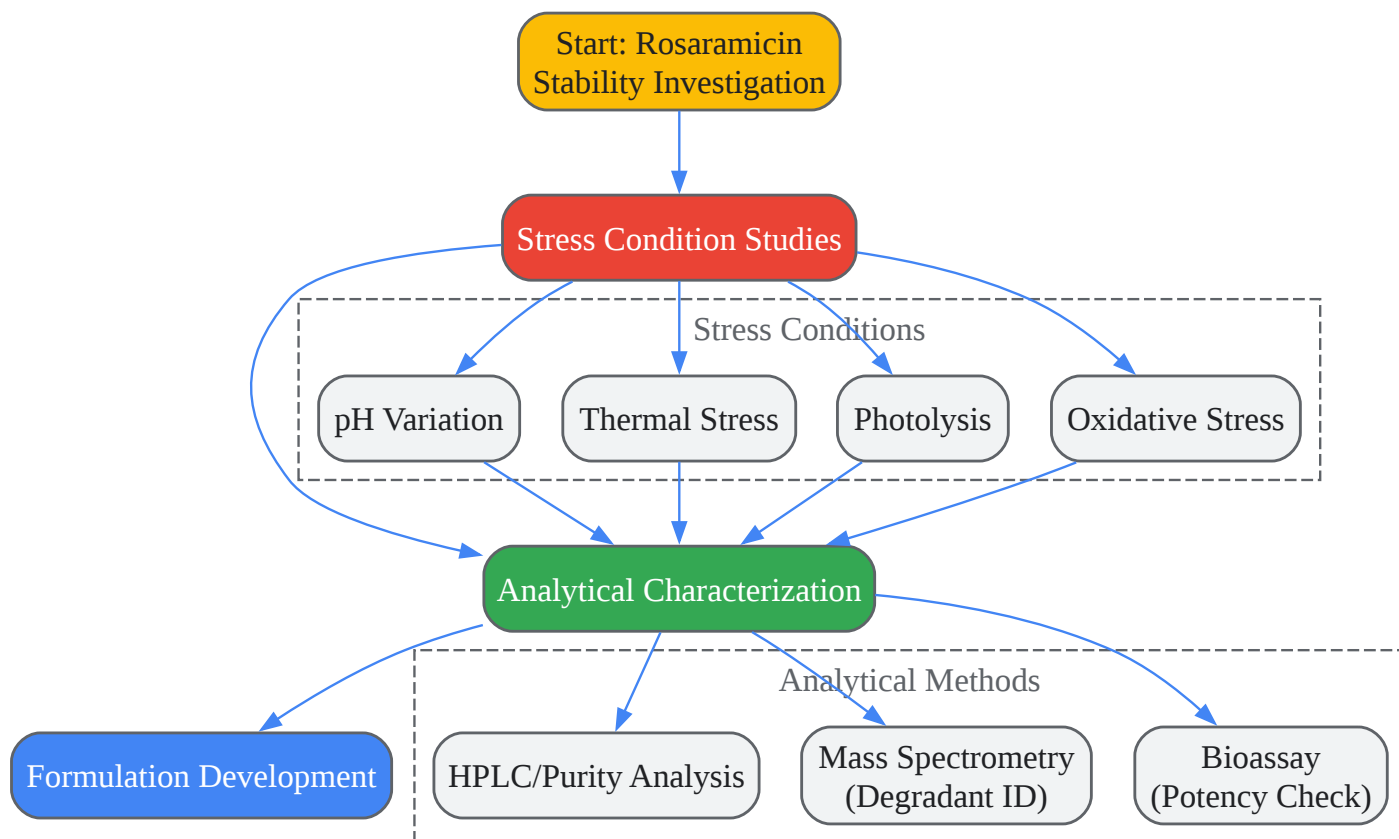 Start: Rosaramicin
Stability Investigation
Stress Condition Studies
Stress Conditions
pH Variation
Thermal Stress
Photolysis
Oxidative Stress
Analytical Characterization
Analytical Methods
Formulation Development
HPLC/Purity Analysis
Mass Spectrometry
(Degradant ID)
Bioassay
(Potency Check)